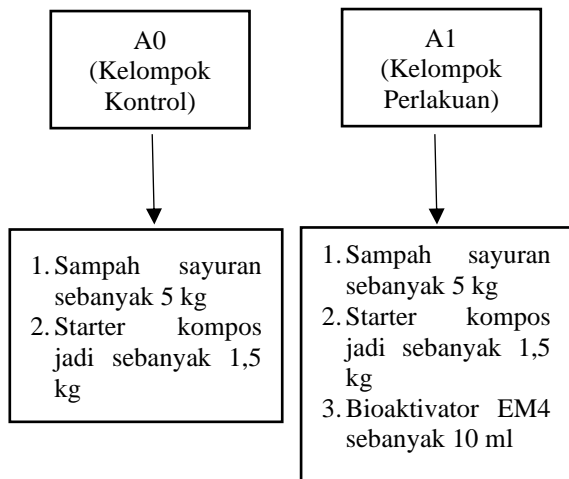 A0
(Kelompok
Kontrol)
A1
(Kelompok
Perlakuan)
1. Sampah sayuran
sebanyak 5 kg
2. Starter kompos
jadi sebanyak 1,5
kg
1. Sampah sayuran
sebanyak 5 kg
2. Starter kompos
jadi sebanyak 1,5
kg
3. Bioaktivator EM4
sebanyak 10 ml